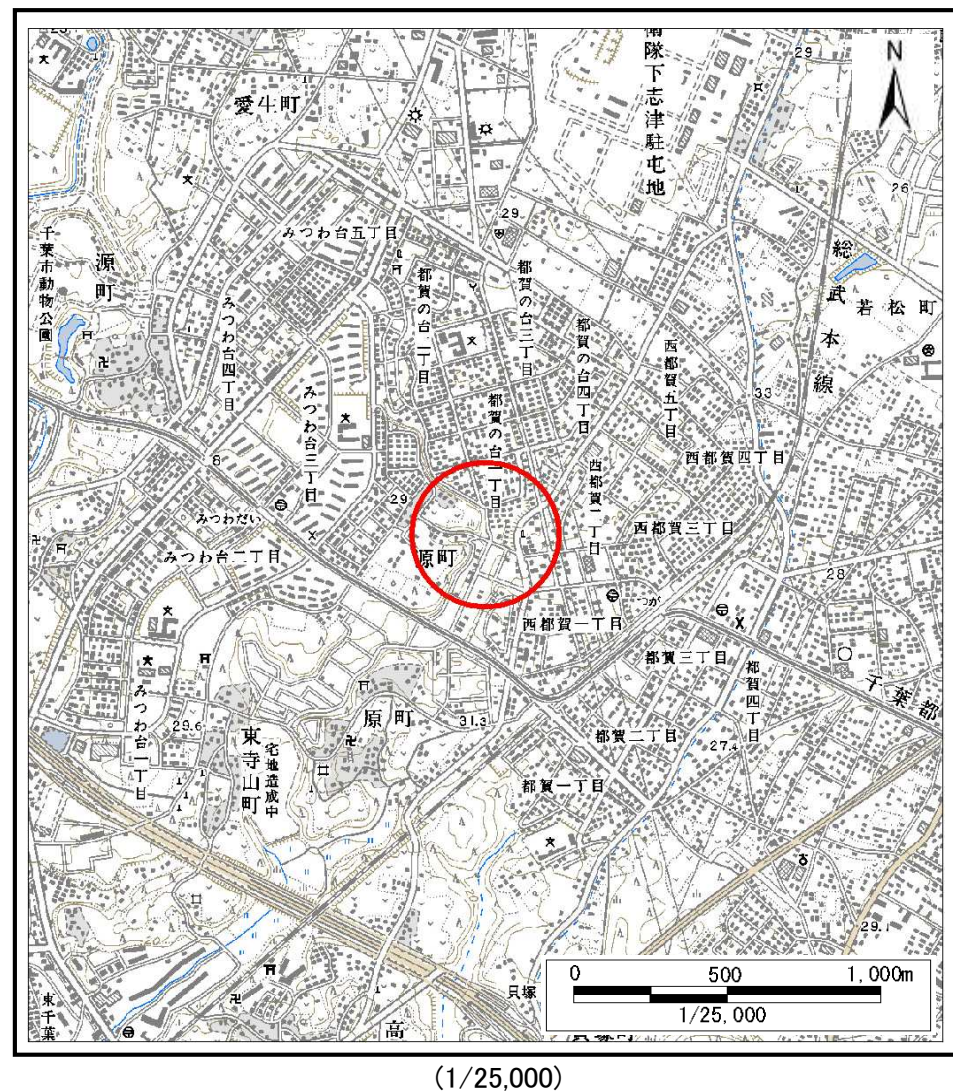 衛隊下志津駐屯地
29
N
愛生町
29
26
みつわ台五丁目
総武本線
若松町
千葉市動物公園
源町
都賀の台二丁目
都賀の台三丁目
都賀の台四丁目
西都賀五丁目
みつわ台四丁目
みつわ台三丁目
33
都賀の台一丁目
西都賀四丁目
8
29
西都賀二丁目
みつわだい
西都賀三丁目
みつわ台二丁目
原町
28
つが
西都賀一丁目
都賀三丁目
千葉都
みつわ台一丁目
29.6
原町
31.3
都賀四丁目
東寺山町
宅地造成中
都賀二丁目
27.4
都賀一丁目
29.1
貝塚
東千葉
高
0 500 1,000m
1/25,000
(1/25,000)